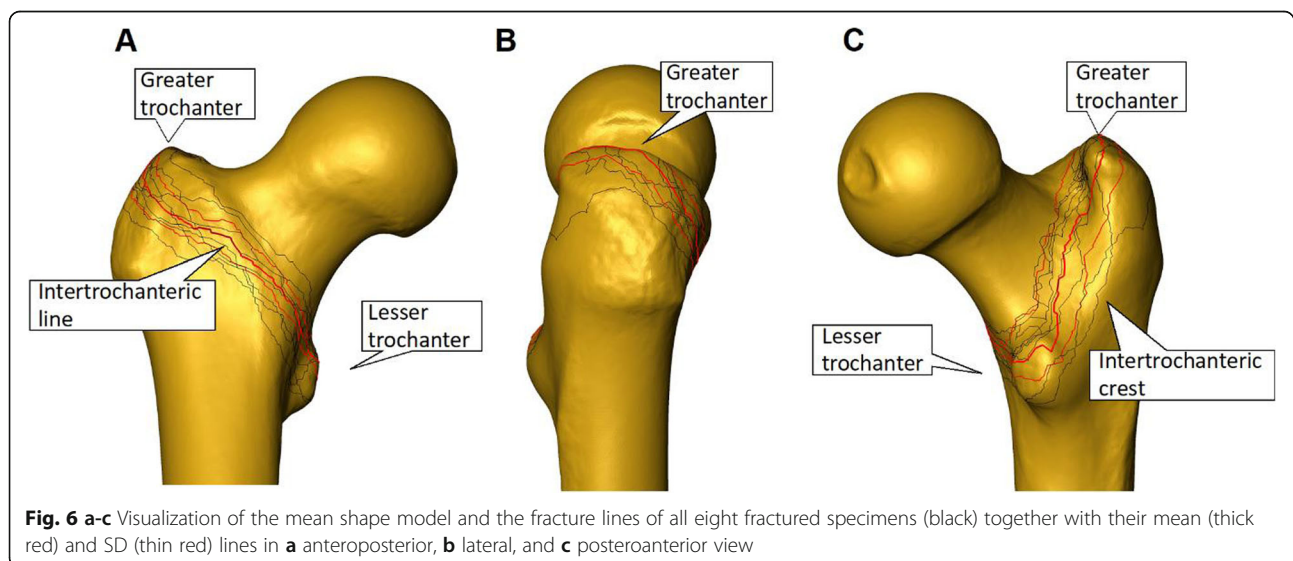 A
B
C
Greater
trochanter
Greater
trochanter
Greater
trochanter
Intertrochanteric
line
Lesser
trochanter
Lesser
trochanter
Intertrochanteric
crest
Fig. 6 a-c Visualization of the mean shape model and the fracture lines of all eight fractured specimens (black) together with their mean (thick
red) and SD (thin red) lines in a anteroposterior, b lateral, and c posteroanterior view